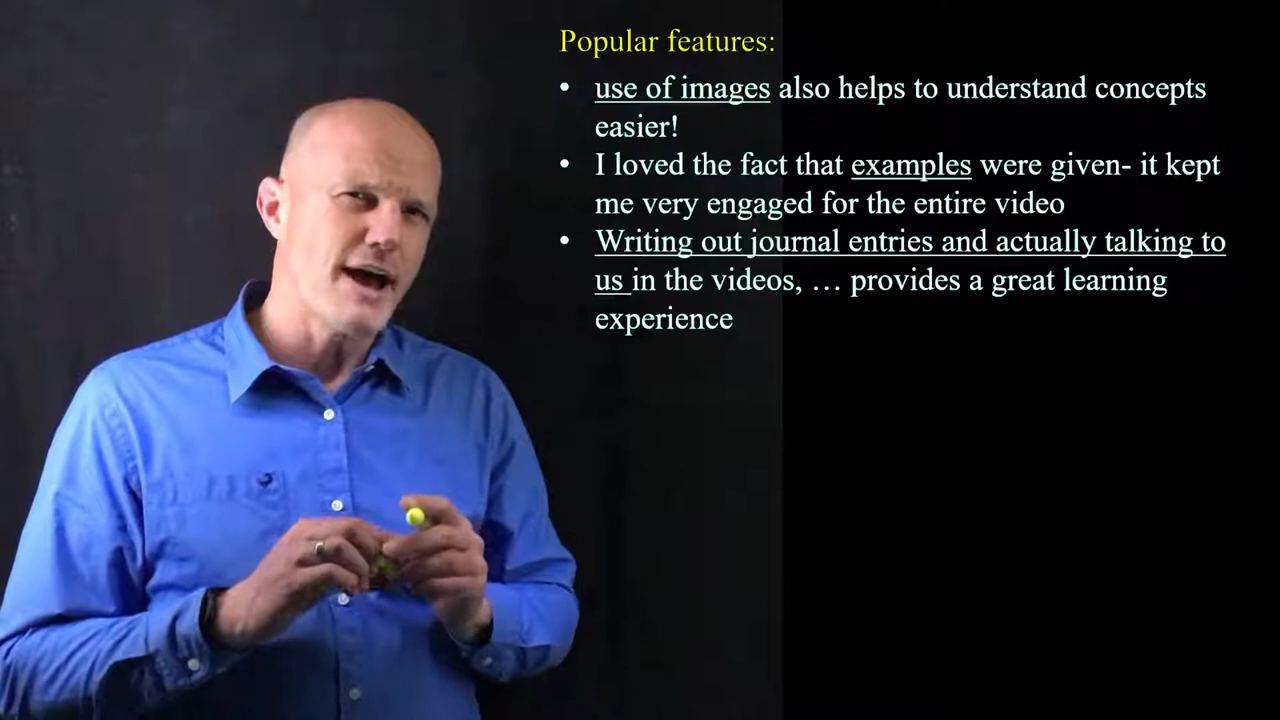 Popular features:
• use of images also helps to understand concepts
easier!
• I loved the fact that examples were given- it kept
me very engaged for the entire video
• Writing out journal entries and actually talking to
us in the videos, … provides a great learning
experience